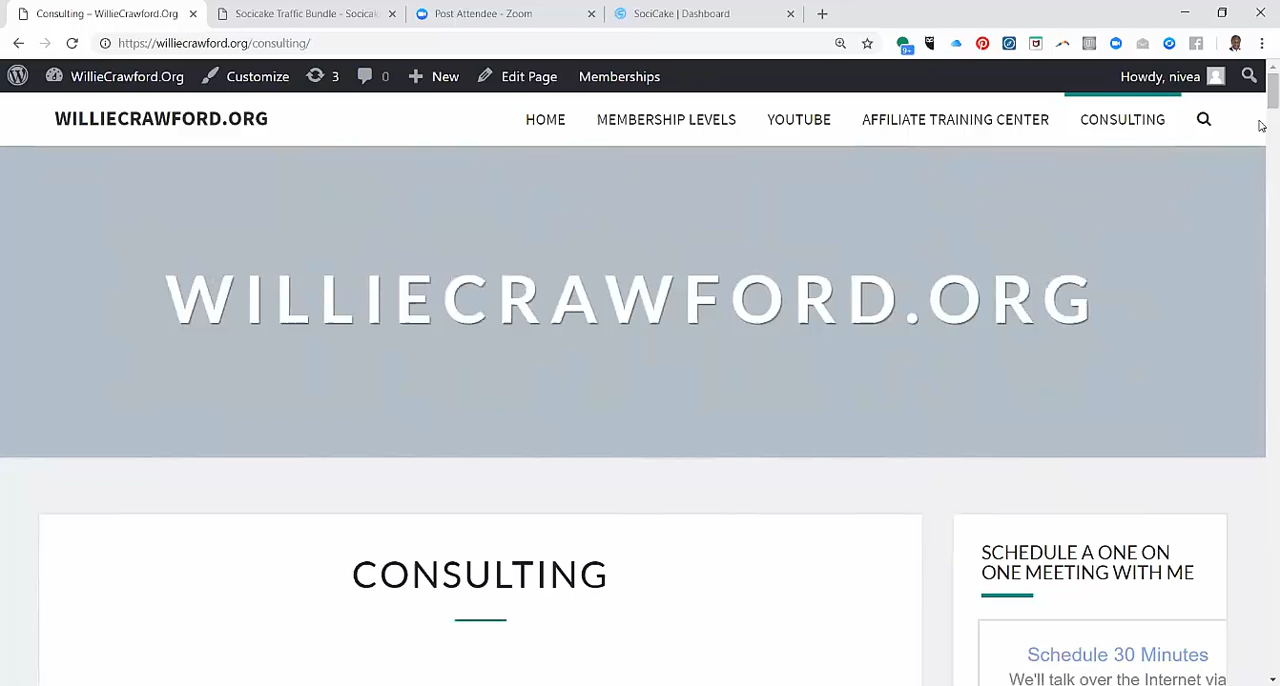 Consulting – WillieCrawford.Org
Socicake Traffic Bundle - Socicak
Post Attendee - Zoom
SociCake | Dashboard
https://williecrawford.org/consulting/
9+
WillieCrawford.Org
Customize
3
0
New
Edit Page
Memberships
Howdy, nivea
WILLIECRAWFORD.ORG
HOME
MEMBERSHIP LEVELS
YOUTUBE
AFFILIATE TRAINING CENTER
CONSULTING
WILLIECRAWFORD.ORG
CONSULTING
SCHEDULE A ONE ON
ONE MEETING WITH ME
Schedule 30 Minutes
We'll talk over the Internet via